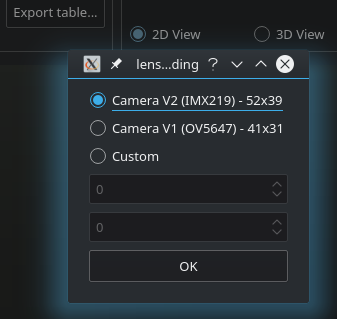 Export table...
2D View
3D View
lens...ding
Camera V2 (IMX219) - 52x39
Camera V1 (OV5647) - 41x31
Custom
0
0
OK